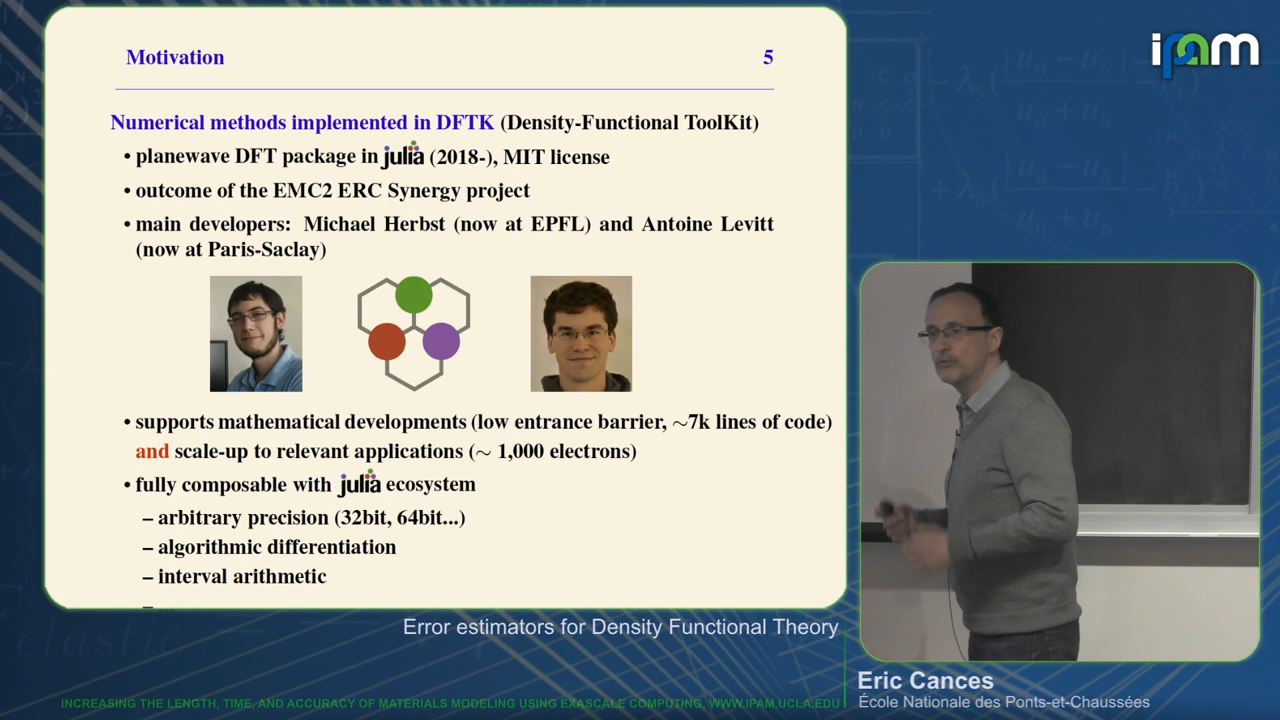 Motivation 5
Numerical methods implemented in DFTK (Density-Functional ToolKit)
• planewave DFT package in julia (2018-), MIT license
• outcome of the EMC2 ERC Synergy project
• main developers: Michael Herbst (now at EPFL) and Antoine Levitt
(now at Paris-Saclay)
• supports mathematical developments (low entrance barrier, ∼7k lines of code)
and scale-up to relevant applications (∼ 1,000 electrons)
• fully composable with julia ecosystem
– arbitrary precision (32bit, 64bit...)
– algorithmic differentiation
– interval arithmetic
ipam
Error estimators for Density Functional Theory
Eric Cances
École Nationale des Ponts-et-Chaussées
INCREASING THE LENGTH, TIME, AND ACCURACY OF MATERIALS MODELING USING EXASCALE COMPUTING, WWW.IPAM.UCLA.EDU